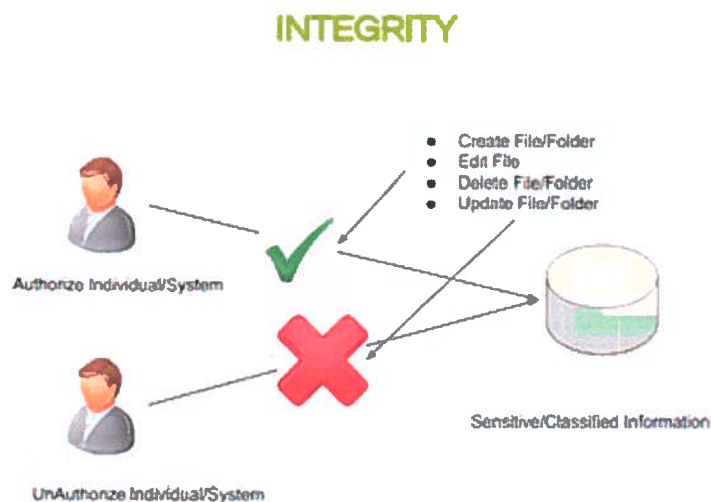 INTEGRITY
● Create File/Folder
● Edit File
● Delete File/Folder
● Update File/Folder
Authorize Individual/System
Sensitive/Classified Information
UnAuthorize Individual/System